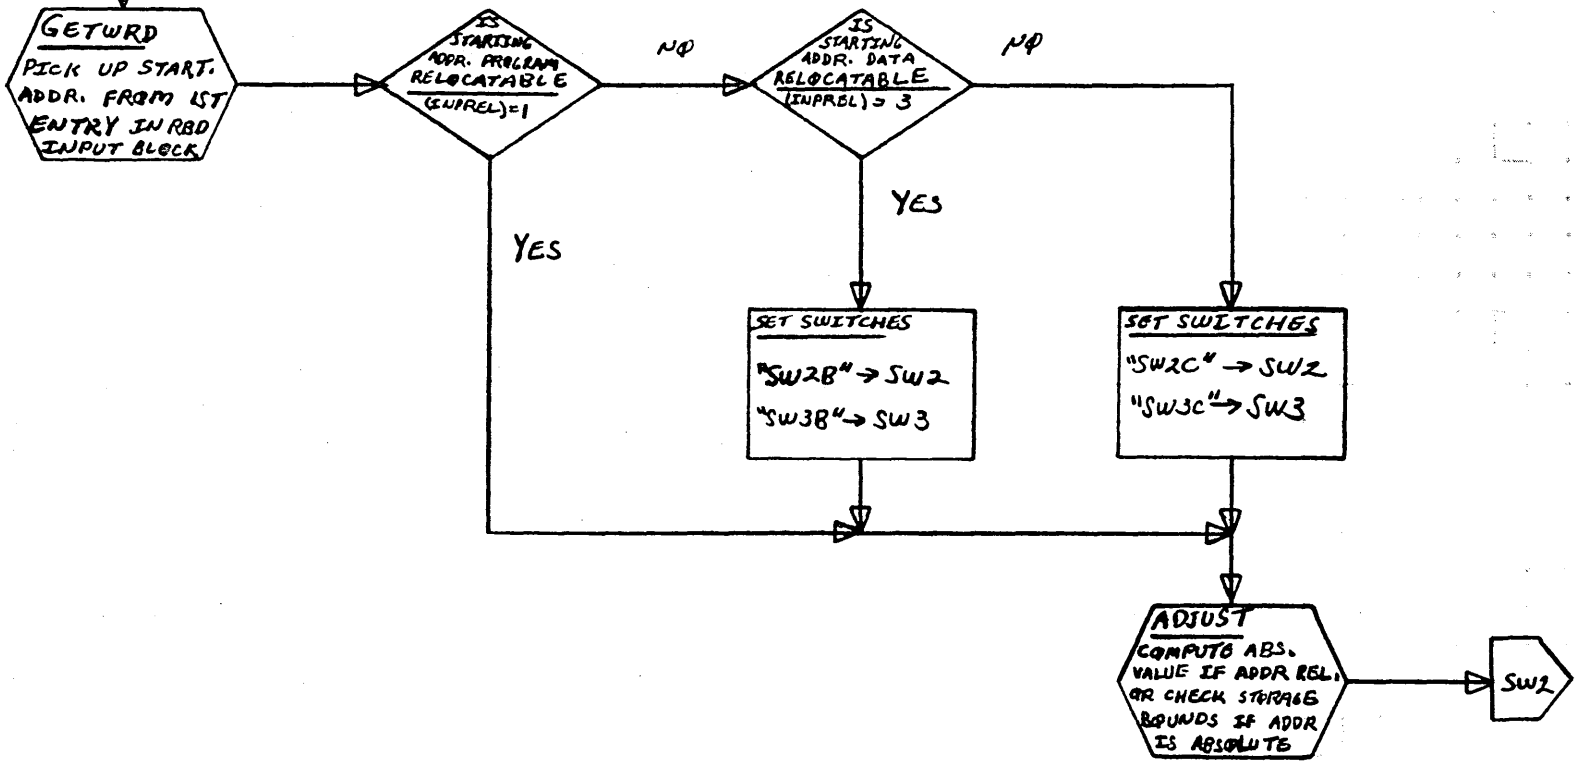 GETWRD
PICK UP START.
ADDR. FROM 1ST
ENTRY IN RBD
INPUT BLOCK
IS
STARTING
ADDR. PROGRAM
RELOCATABLE
(INPREL)=1
NO
IS
STARTING
ADDR. DATA
RELOCATABLE
(INPREL) = 3
NO
YES
YES
SET SWITCHES
"SW2B" → SW2
"SW3B" → SW3
SET SWITCHES
"SW2C" → SW2
"SW3C" → SW3
ADJUST
COMPUTE ABS.
VALUE IF ADDR REL.
OR CHECK STORAGE
BOUNDS IF ADDR
IS ABSOLUTE
SW2